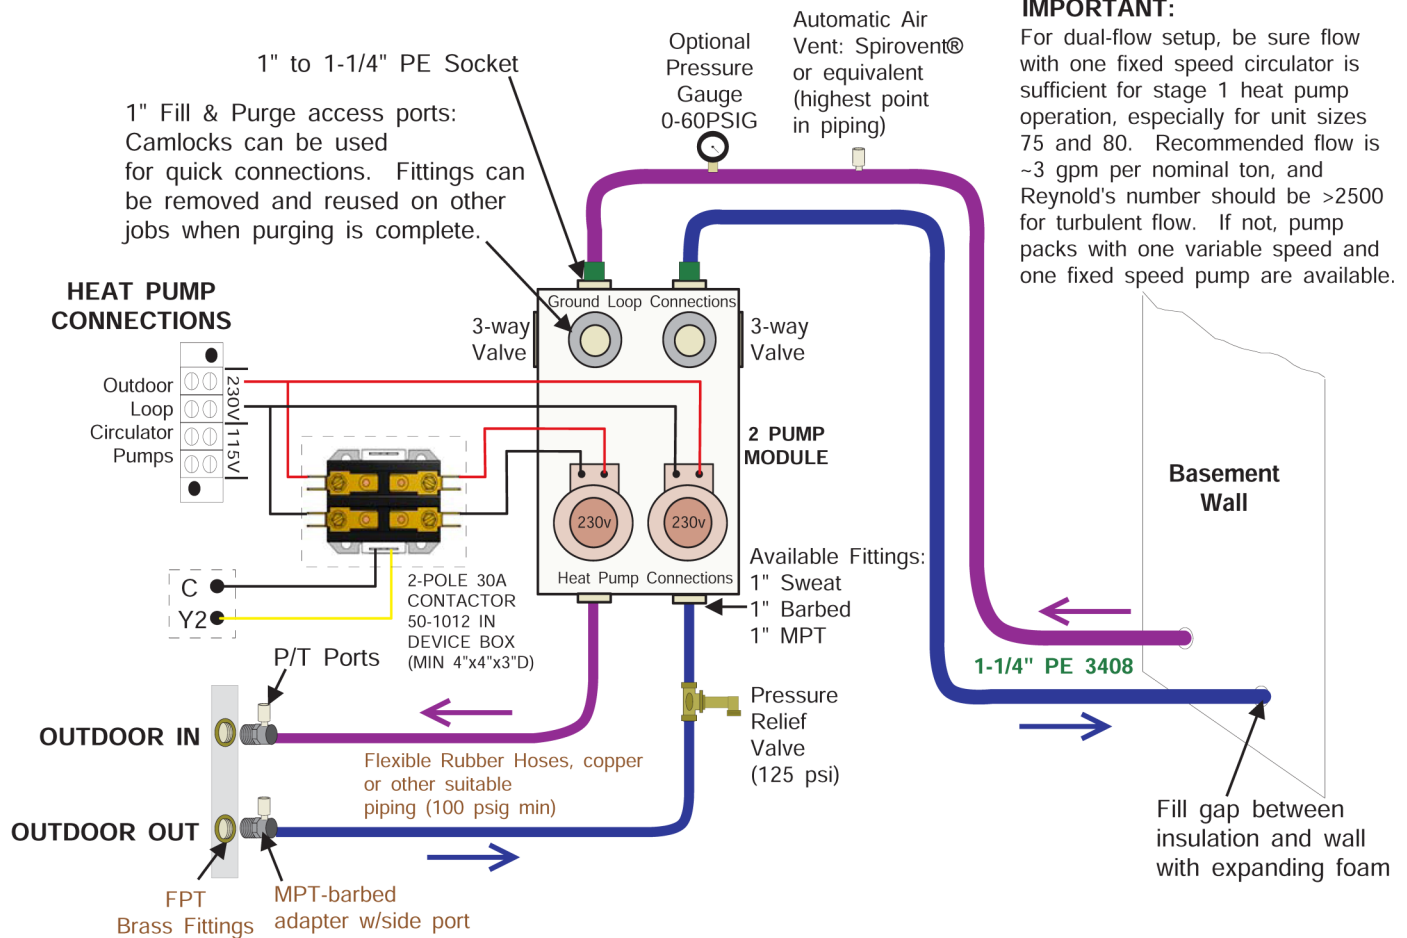 IMPORTANT:
For dual-flow setup, be sure flow
with one fixed speed circulator is
sufficient for stage 1 heat pump
operation, especially for unit sizes
75 and 80. Recommended flow is
~3 gpm per nominal ton, and
Reynold's number should be >2500
for turbulent flow. If not, pump
packs with one variable speed and
one fixed speed pump are available.
Automatic Air
Vent: Spirovent®
or equivalent
(highest point
in piping)
Optional
Pressure
Gauge
0-60PSIG
1" to 1-1/4" PE Socket
1" Fill & Purge access ports:
Camlocks can be used
for quick connections. Fittings can
be removed and reused on other
jobs when purging is complete.
HEAT PUMP
CONNECTIONS
Ground Loop Connections
3-way
Valve
3-way
Valve
Outdoor
Loop
Circulator
Pumps
230V
115V
2 PUMP
MODULE
Basement
Wall
230v
230v
Heat Pump Connections
Available Fittings:
1" Sweat
1" Barbed
1" MPT
C
Y2
2-POLE 30A
CONTACTOR
50-1012 IN
DEVICE BOX
(MIN 4"x4"x3"D)
P/T Ports
1-1/4" PE 3408
Pressure
Relief
Valve
(125 psi)
OUTDOOR IN
Flexible Rubber Hoses, copper
or other suitable
piping (100 psig min)
OUTDOOR OUT
Fill gap between
insulation and wall
with expanding foam
FPT
Brass Fittings
MPT-barbed
adapter w/side port